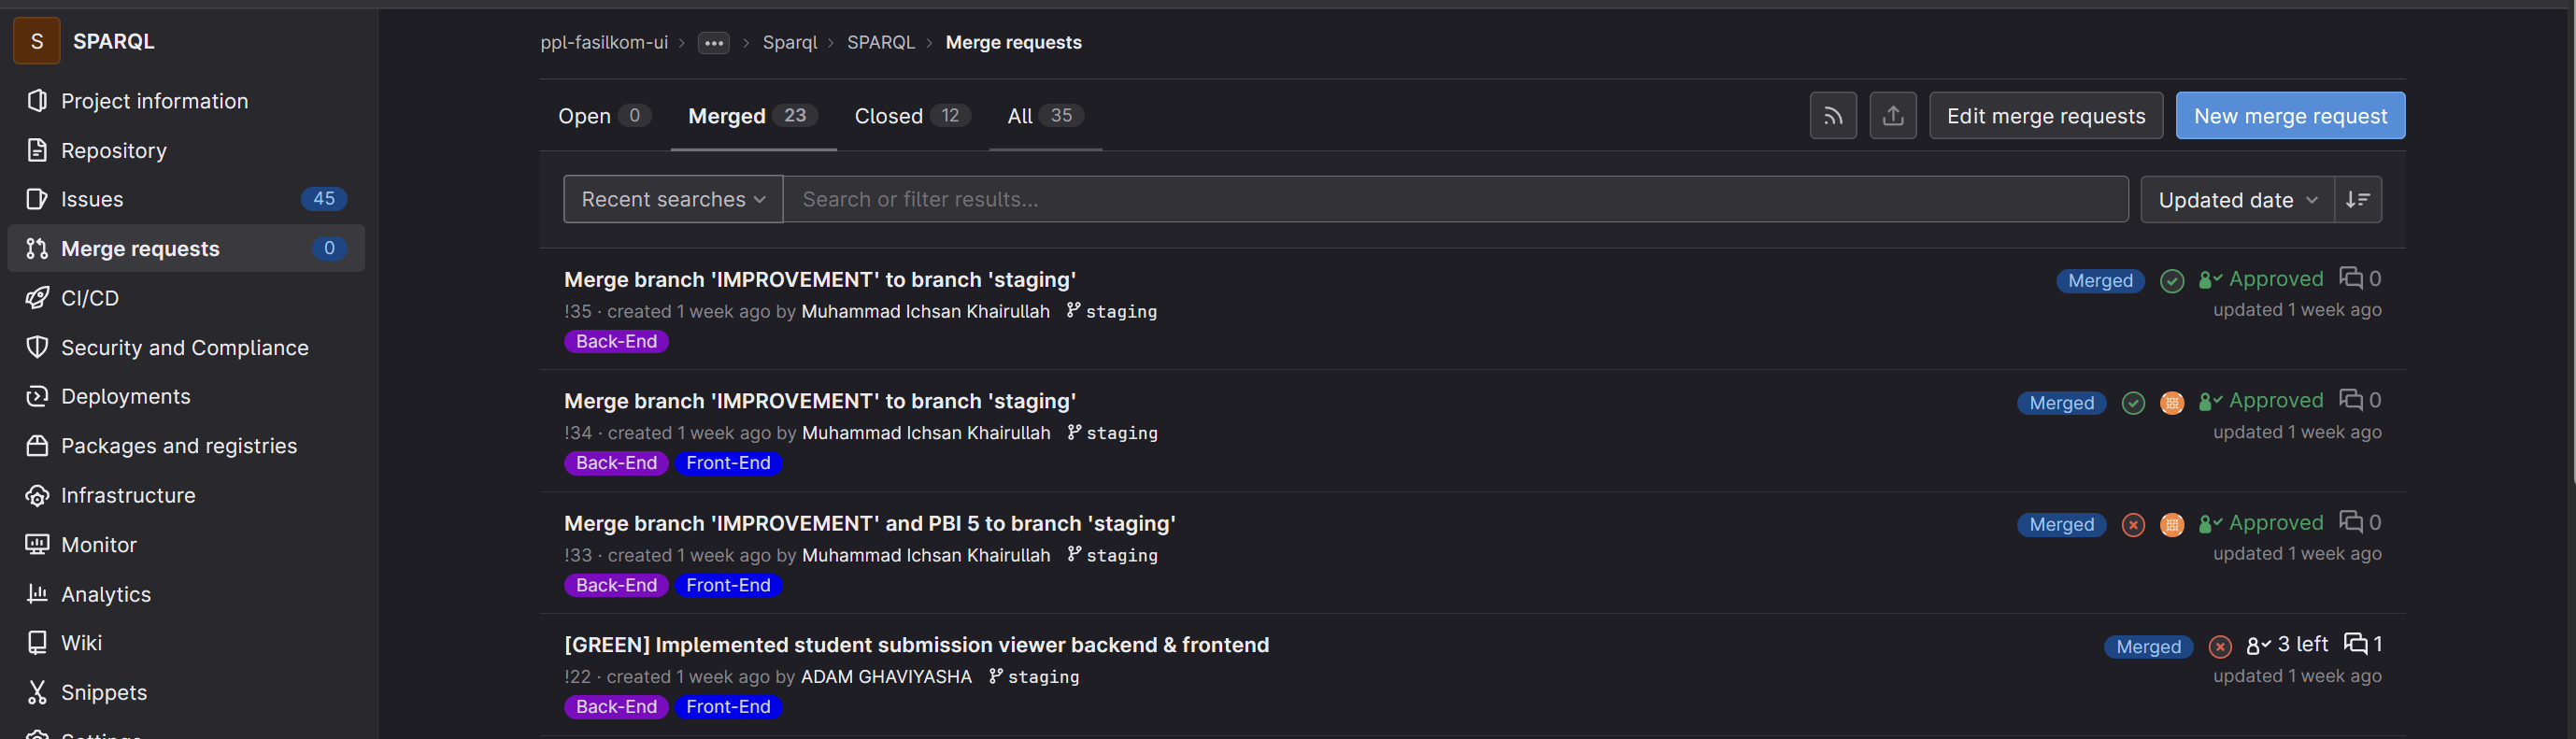 S SPARQL
Project information
Repository
Issues 45
Merge requests 0
CI/CD
Security and Compliance
Deployments
Packages and registries
Infrastructure
Monitor
Analytics
Wiki
Snippets
Settings
ppl-fasilkom-ui > ... > Sparql > SPARQL > Merge requests
Open 0 Merged 23 Closed 12 All 35 Edit merge requests New merge request
Recent searches Search or filter results... Updated date
Merge branch 'IMPROVEMENT' to branch 'staging' Merged Approved 0
!35 · created 1 week ago by Muhammad Ichsan Khairullah staging updated 1 week ago
Back-End
Merge branch 'IMPROVEMENT' to branch 'staging' Merged Approved 0
!34 · created 1 week ago by Muhammad Ichsan Khairullah staging updated 1 week ago
Back-End Front-End
Merge branch 'IMPROVEMENT' and PBI 5 to branch 'staging' Merged Approved 0
!33 · created 1 week ago by Muhammad Ichsan Khairullah staging updated 1 week ago
Back-End Front-End
[GREEN] Implemented student submission viewer backend & frontend Merged 3 left 1
!22 · created 1 week ago by ADAM GHAVIYASHA staging updated 1 week ago
Back-End Front-End